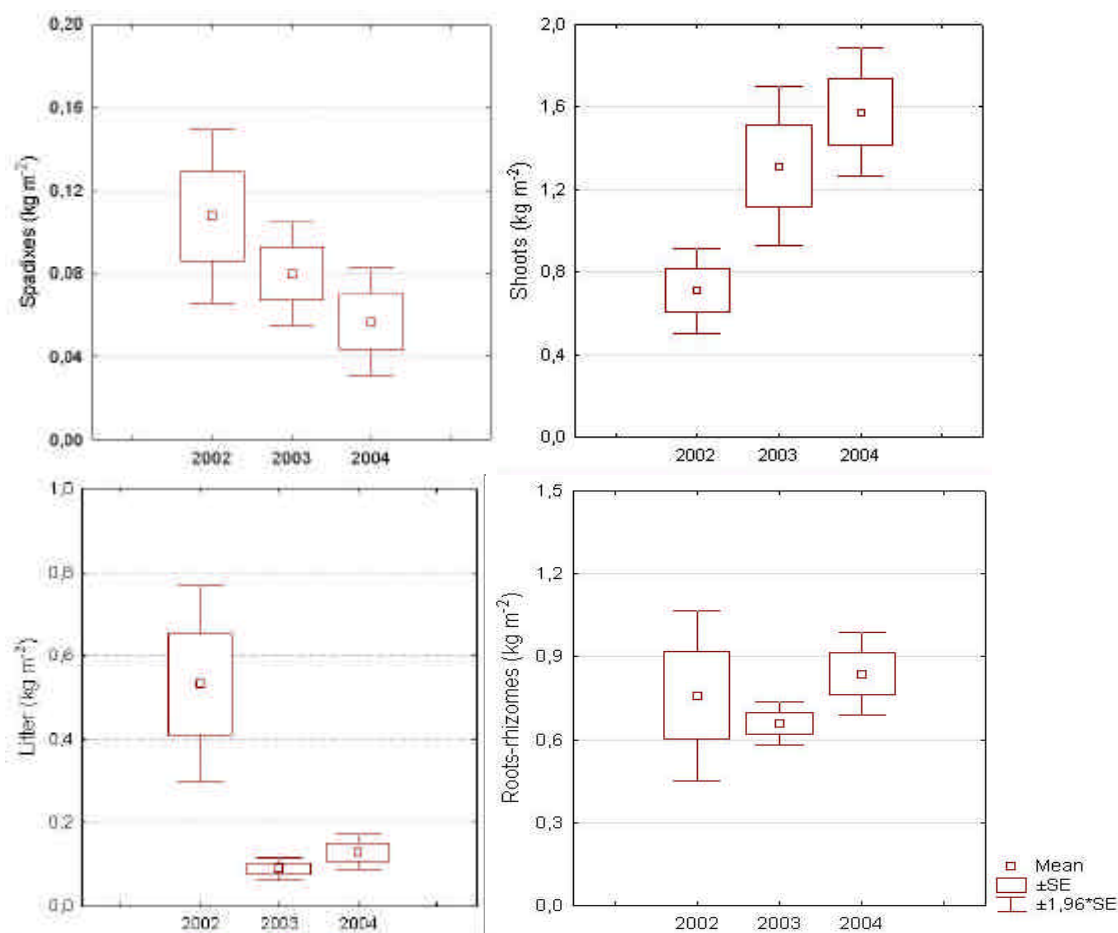 Spadixes (kg m-2)
0,20
0,16
0,12
0,08
0,04
0,00
2002 2003 2004
Shoots (kg m-2)
2,0
1,6
1,2
0,8
0,4
0,0
2002 2003 2004
Litter (kg m-2)
1,0
0,8
0,6
0,4
0,2
0,0
2002 2003 2004
Roots-rhizomes (kg m-2)
1,5
1,2
0,9
0,6
0,3
0,0
2002 2003 2004
Mean
±SE
±1,96*SE